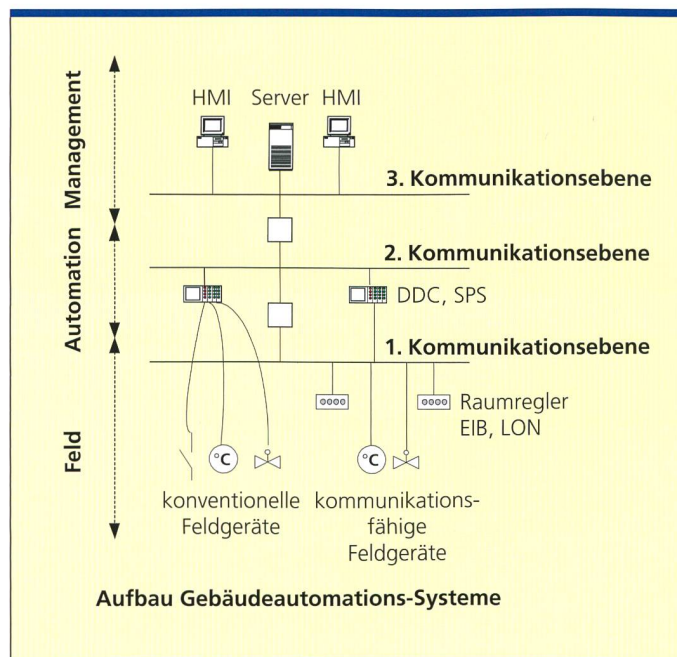 HMI Server HMI
3. Kommunikationsebene
2. Kommunikationsebene
DDC, SPS
1. Kommunikationsebene
Raumregler
EIB, LON
°C
°C
konventionelle
Feldgeräte
kommunikations-
fähige
Feldgeräte
Management
Automation
Feld
Aufbau Gebäudeautomations-Systeme